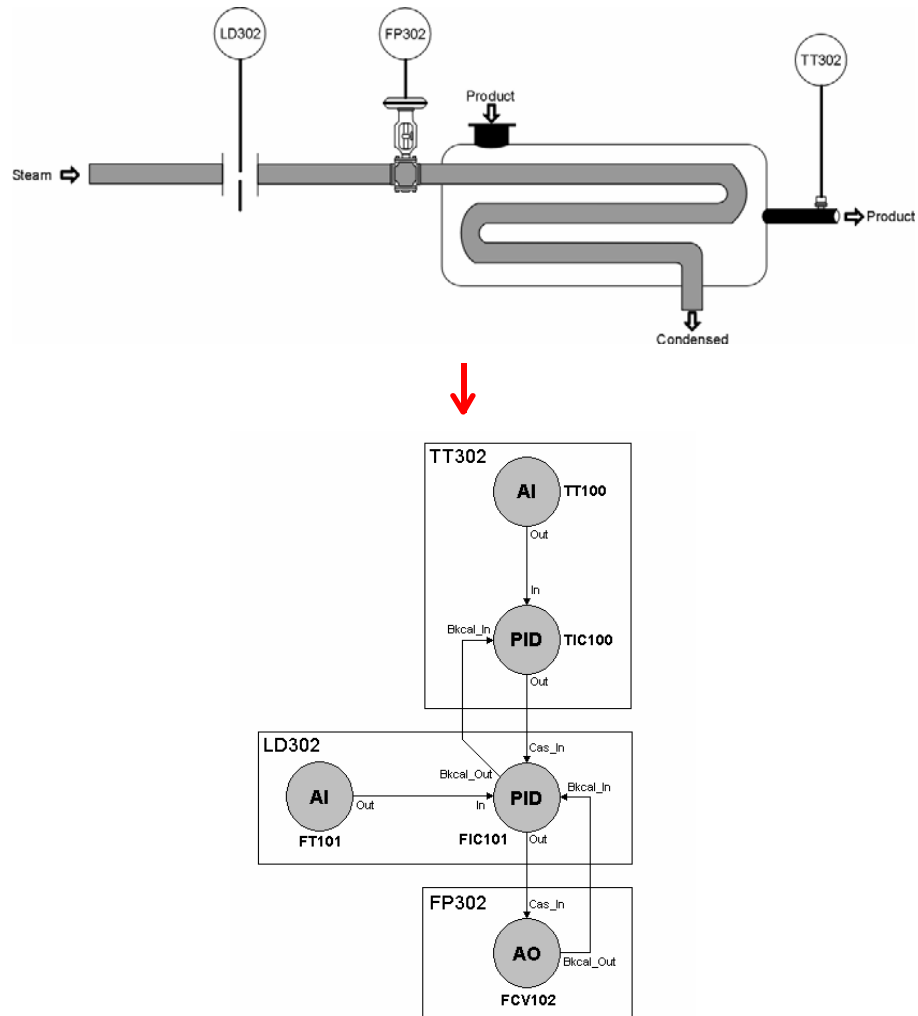 LD302
FP302
TT302
Product
Steam
Product
Condensed
TT302
AI
TT100
Out
In
Bkcal_In
PID
TIC100
Out
LD302
Cas_In
Bkcal_Out
Bkcal_In
AI
Out
In
PID
FT101
FIC101
Out
FP302
Cas_In
AO
Bkcal_Out
FCV102